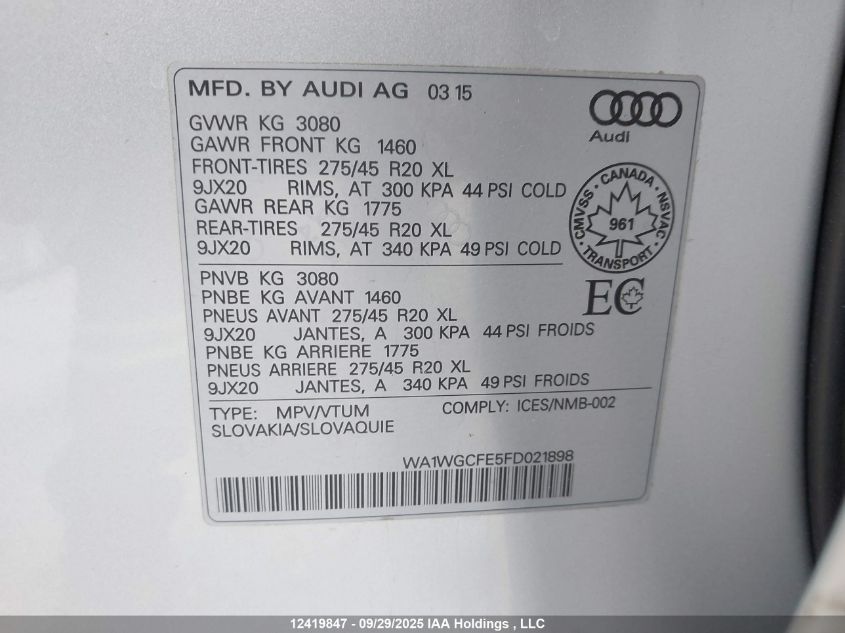 MFD. BY AUDI AG 03 15
Audi
GVWR KG 3080
GAWR FRONT KG 1460
FRONT-TIRES 275/45 R20 XL
9JX20 RIMS, AT 300 KPA 44 PSI COLD
GAWR REAR KG 1775
REAR-TIRES 275/45 R20 XL
9JX20 RIMS, AT 340 KPA 49 PSI COLD
CMVSS · CANADA · NSVAC · TRANSPORT ·
961
PNVB KG 3080
PNBE KG AVANT 1460
PNEUS AVANT 275/45 R20 XL
9JX20 JANTES, A 300 KPA 44 PSI FROIDS
PNBE KG ARRIERE 1775
PNEUS ARRIERE 275/45 R20 XL
9JX20 JANTES, A 340 KPA 49 PSI FROIDS
EC
TYPE: MPV/VTUM COMPLY: ICES/NMB-002
SLOVAKIA/SLOVAQUIE
WA1WGCFE5FD021898
12419847 - 09/29/2025 IAA Holdings , LLC